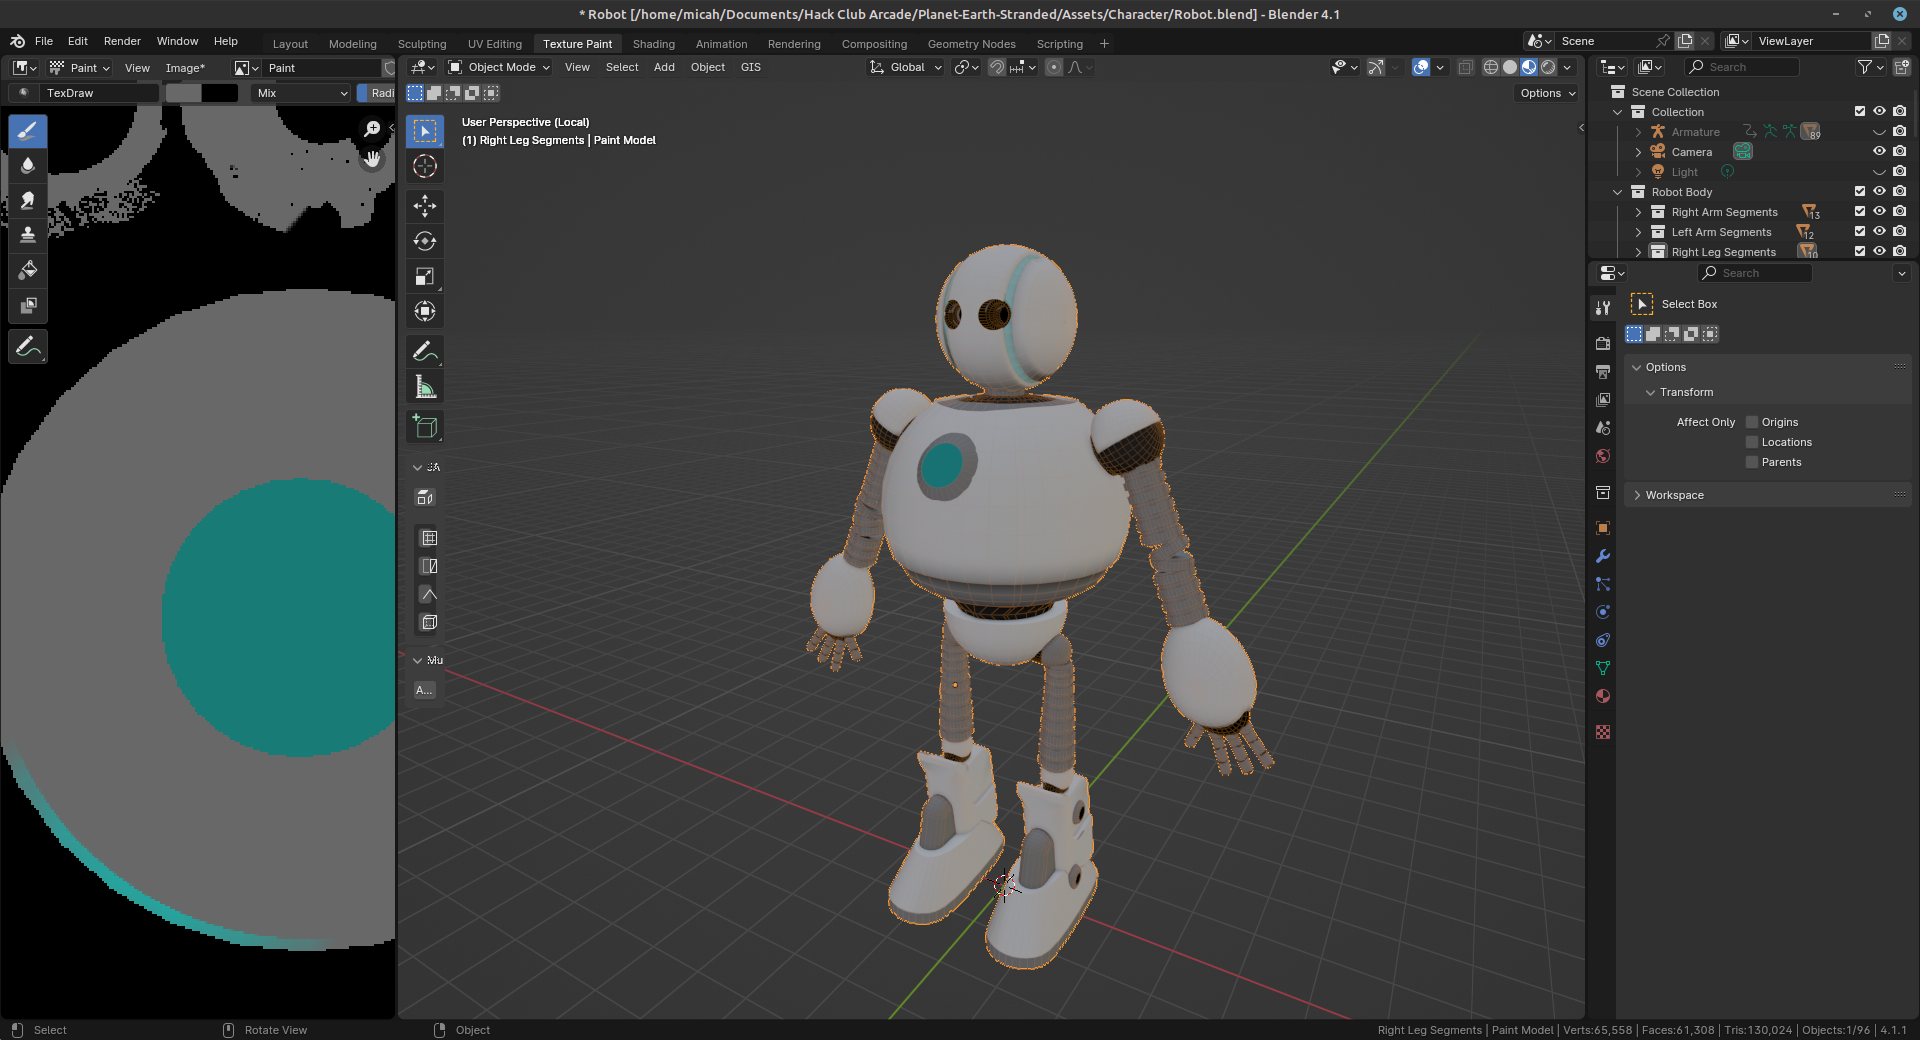 * Robot [/home/micah/Documents/Hack Club Arcade/Planet-Earth-Stranded/Assets/Character/Robot.blend] - Blender 4.1
File Edit Render Window Help Layout Modeling Sculpting UV Editing Texture Paint Shading Animation Rendering Compositing Geometry Nodes Scripting + Scene ViewLayer
Paint View Image* Paint Object Mode View Select Add Object GIS Global Search
TexDraw Mix Radi Options
Scene Collection
Collection
Armature 89
Camera
Light
Robot Body
Right Arm Segments 13
Left Arm Segments 12
Right Leg Segments 10
User Perspective (Local)
(1) Right Leg Segments | Paint Model
Search
Select Box
Options
Transform
Affect Only Origins
Locations
Parents
Workspace
JA
Mu
A...
Select Rotate View Object Right Leg Segments | Paint Model | Verts:65,558 | Faces:61,308 | Tris:130,024 | Objects:1/96 | 4.1.1